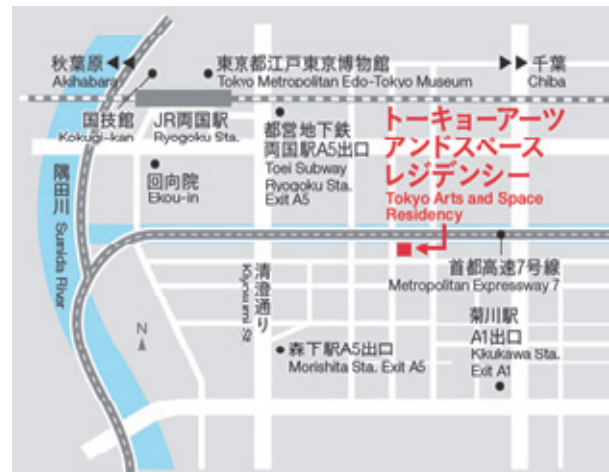 秋葉原◀◀
Akihabara
東京都江戸東京博物館
Tokyo Metropolitan Edo-Tokyo Museum
▶▶千葉
Chiba
国技館
Kokugi-kan
JR両国駅
Ryogoku Sta.
都営地下鉄
両国駅A5出口
Toei Subway
Ryogoku Sta.
Exit A5
トーキョーアーツ
アンドスペース
レジデンシー
Tokyo Arts and Space
Residency
回向院
Ekou-in
隅田川
Sumida River
首都高速7号線
Metropolitan Expressway 7
清澄通り
Kiyosumi St.
菊川駅
A1出口
Kikukawa Sta.
Exit A1
N
森下駅A5出口
Morishita Sta. Exit A5